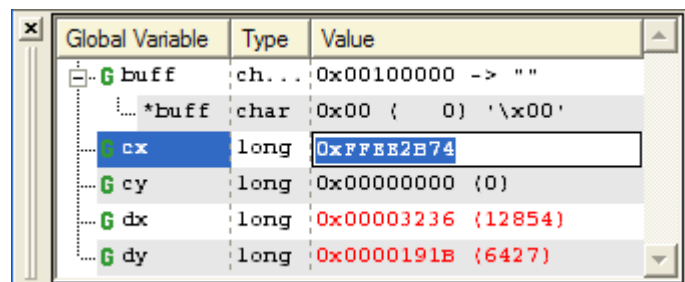 Global Variable Type Value
G buff ch... 0x00100000 -> ""
*buff char 0x00 ( 0) '\x00'
G cx long 0xFFEE2B74
G cy long 0x00000000 (0)
G dx long 0x00003236 (12854)
G dy long 0x0000191B (6427)